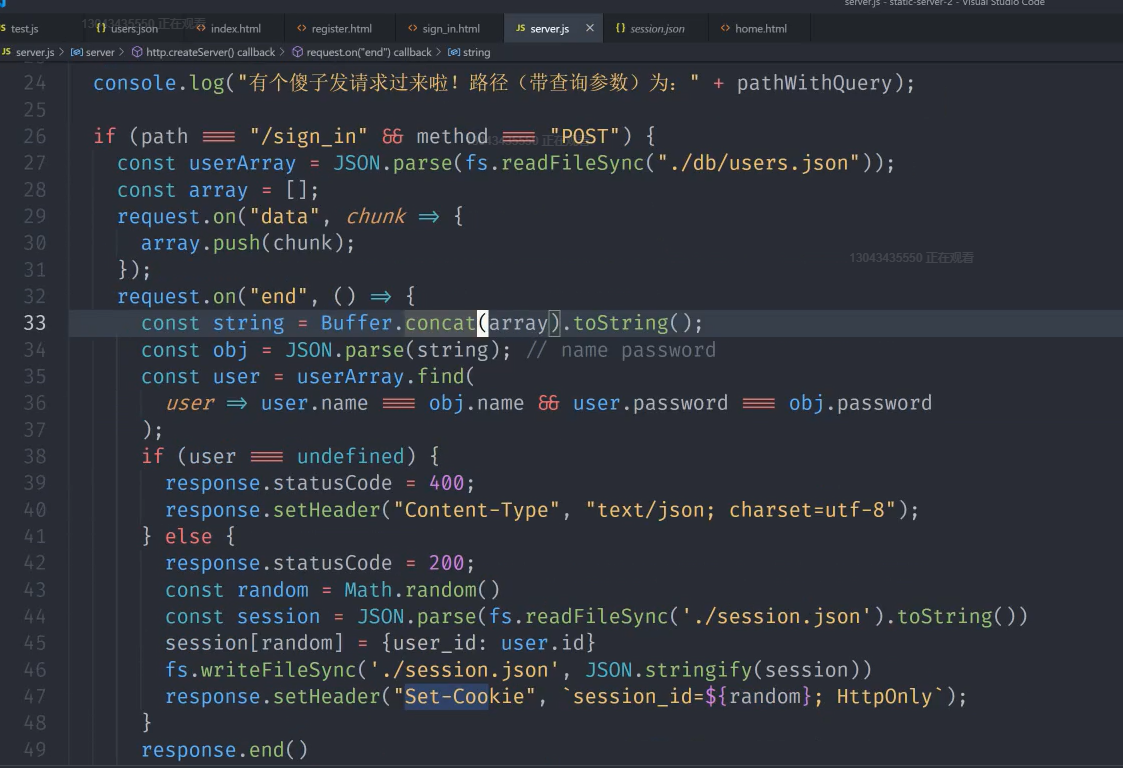 server.js - static-server-2 - Visual Studio Code
test.js users.json index.html register.html sign_in.html JS server.js × {} session.json <> home.html
13043435550 正在观看
JS server.js > server > http.createServer() callback > request.on("end") callback > string
24 console.log("有个傻子发请求过来啦！路径（带查询参数）为：" + pathWithQuery);
25
26 if (path === "/sign_in" && method === "POST") {
13043435550 正在观看
27 const userArray = JSON.parse(fs.readFileSync("./db/users.json"));
28 const array = [];
29 request.on("data", chunk => {
30 array.push(chunk);
13043435550 正在观看
31 });
32 request.on("end", () => {
33 const string = Buffer.concat(array).toString();
34 const obj = JSON.parse(string); // name password
35 const user = userArray.find(
36 user => user.name === obj.name && user.password === obj.password
37 );
38 if (user === undefined) {
39 response.statusCode = 400;
40 response.setHeader("Content-Type", "text/json; charset=utf-8");
41 } else {
42 response.statusCode = 200;
43 const random = Math.random()
44 const session = JSON.parse(fs.readFileSync('./session.json').toString())
45 session[random] = {user_id: user.id}
46 fs.writeFileSync('./session.json', JSON.stringify(session))
47 response.setHeader("Set-Cookie", `session_id=${random}; HttpOnly`);
48 }
49 response.end()